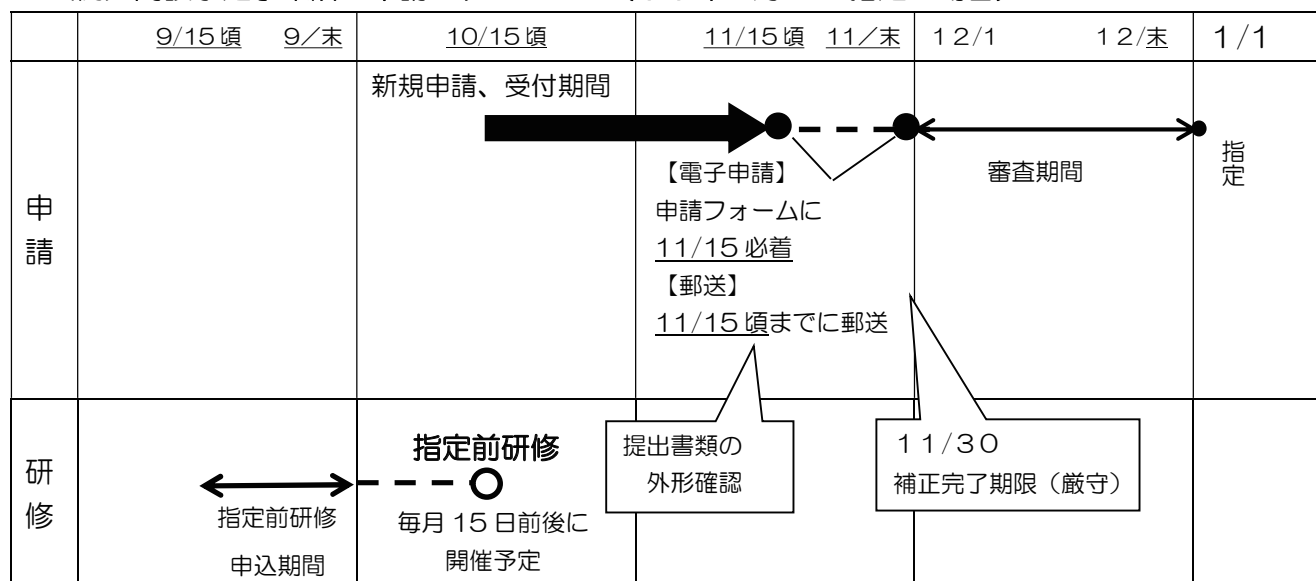 9/15頃 9/末 10/15頃 11/15頃 11/末 12/1 12/末 1/1
申請
新規申請、受付期間
【電子申請】
申請フォームに
11/15必着
【郵送】
11/15頃までに郵送
審査期間
指定
提出書類の
外形確認
11/30
補正完了期限（厳守）
研修
指定前研修
申込期間
指定前研修
毎月15日前後に
開催予定